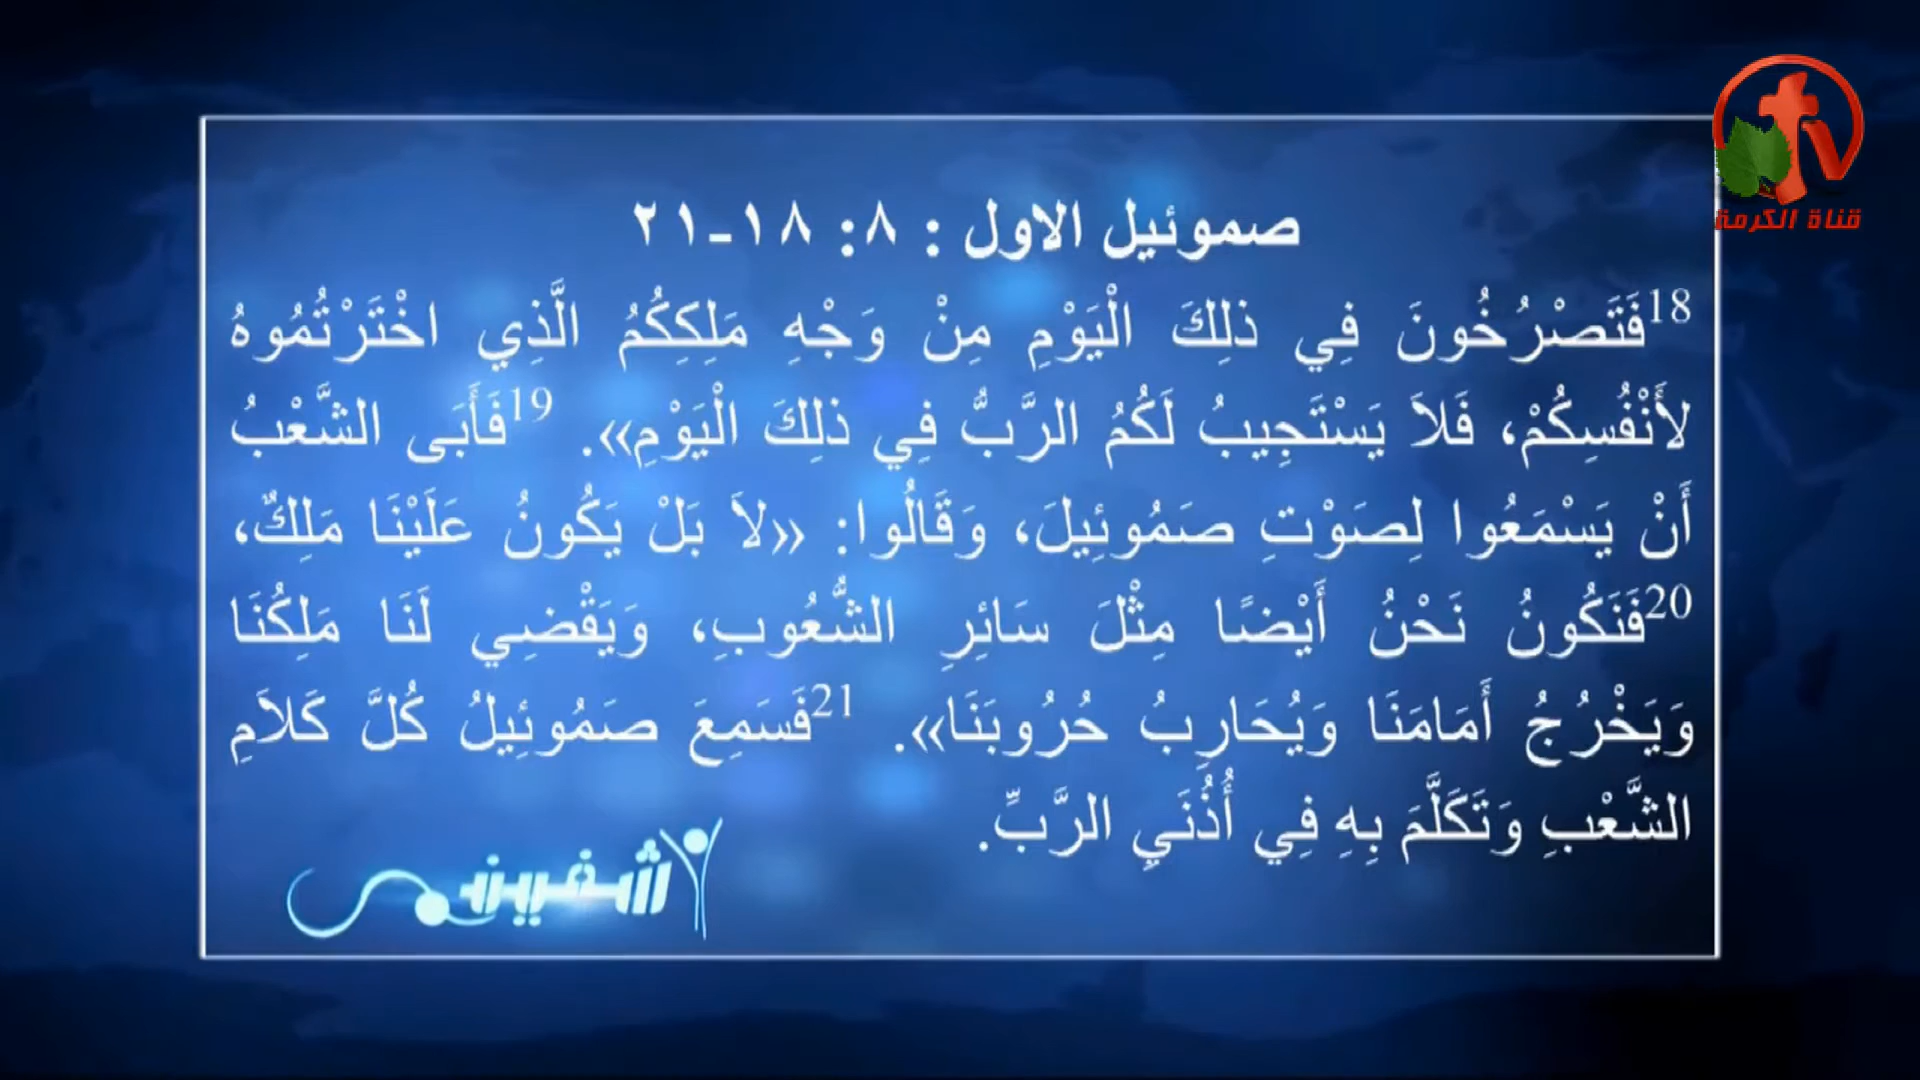 قناة الكرمة
صموئيل الاول : ٨: ١٨-٢١
18فَتَصْرُخُونَ فِي ذلِكَ الْيَوْمِ مِنْ وَجْهِ مَلِكِكُمُ الَّذِي اخْتَرْتُمُوهُ
لأَنْفُسِكُمْ، فَلاَ يَسْتَجِيبُ لَكُمُ الرَّبُّ فِي ذلِكَ الْيَوْمِ». 19فَأَبَى الشَّعْبُ
أَنْ يَسْمَعُوا لِصَوْتِ صَمُوئِيلَ، وَقَالُوا: «لاَ بَلْ يَكُونُ عَلَيْنَا مَلِكٌ،
20فَنَكُونُ نَحْنُ أَيْضًا مِثْلَ سَائِرِ الشُّعُوبِ، وَيَقْضِي لَنَا مَلِكُنَا
وَيَخْرُجُ أَمَامَنَا وَيُحَارِبُ حُرُوبَنَا». 21فَسَمِعَ صَمُوئِيلُ كُلَّ كَلاَمِ
الشَّعْبِ وَتَكَلَّمَ بِهِ فِي أُذُنَيِ الرَّبِّ.